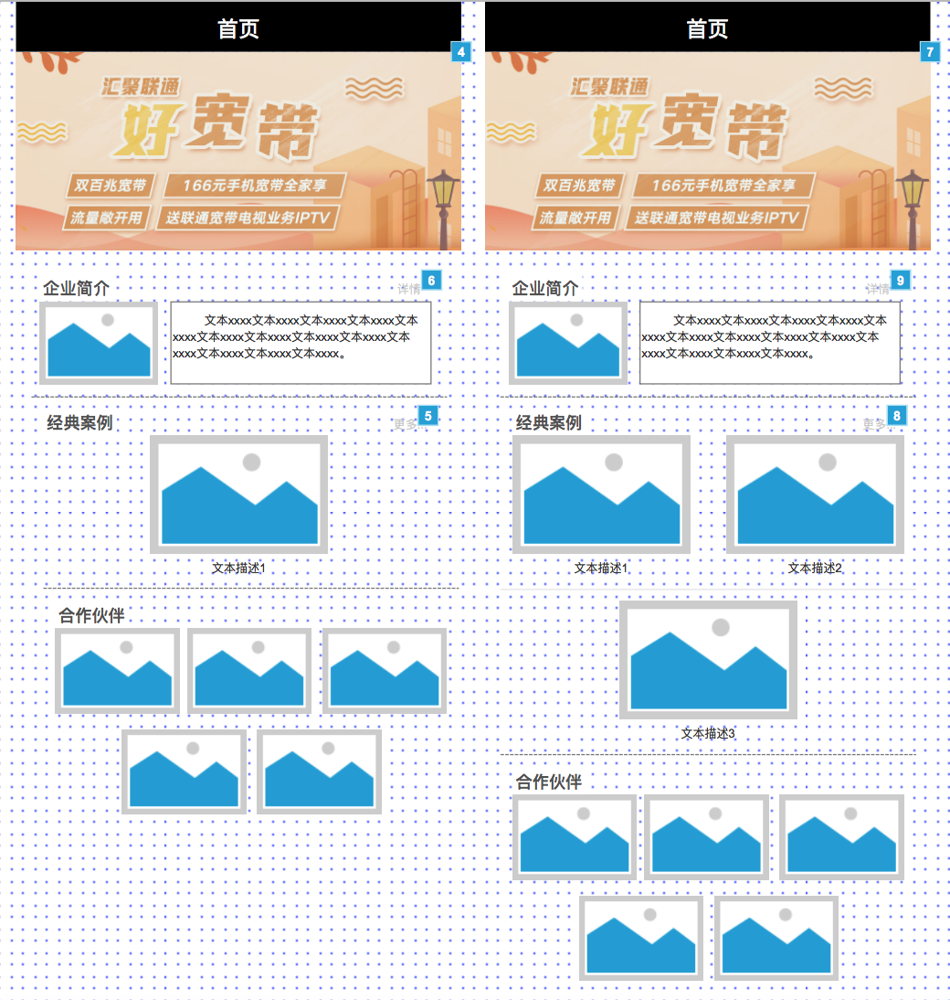 首页
4
汇聚联通
好宽带
双百兆宽带
166元手机宽带全家享
流量敞开用
送联通宽带电视业务IPTV
企业简介
详情
6
文本xxxx文本xxxx文本xxxx文本xxxx文本
xxxx文本xxxx文本xxxx文本xxxx文本xxxx文本
xxxx文本xxxx文本xxxx文本xxxx。
经典案例
更多
5
文本描述1
合作伙伴
首页
7
汇聚联通
好宽带
双百兆宽带
166元手机宽带全家享
流量敞开用
送联通宽带电视业务IPTV
企业简介
详情
9
文本xxxx文本xxxx文本xxxx文本xxxx文本
xxxx文本xxxx文本xxxx文本xxxx文本xxxx文本
xxxx文本xxxx文本xxxx文本xxxx。
经典案例
更多
8
文本描述1
文本描述2
文本描述3
合作伙伴